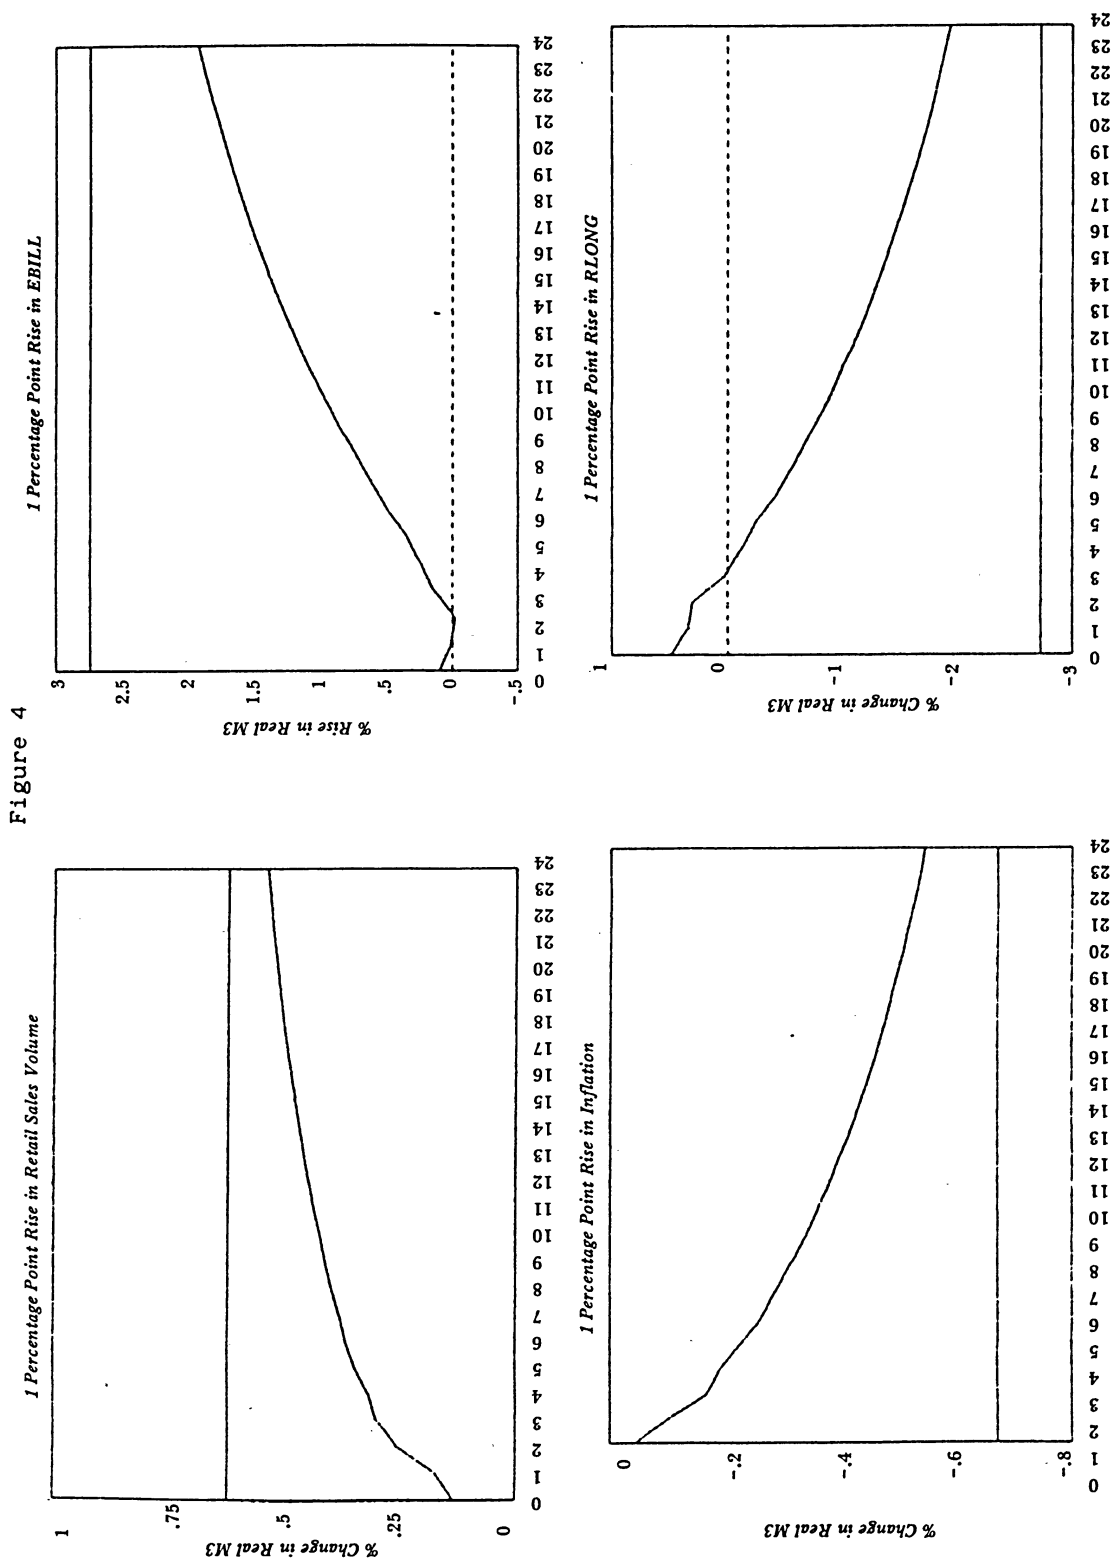 Figure 4
1 Percentage Point Rise in Retail Sales Volume
% Change in Real M3
1
.75
.5
.25
0
0 1 2 3 4 5 6 7 8 9 10 11 12 13 14 15 16 17 18 19 20 21 22 23 24
1 Percentage Point Rise in EBILL
% Rise in Real M3
3
2.5
2
1.5
1
.5
0
-.5
0 1 2 3 4 5 6 7 8 9 10 11 12 13 14 15 16 17 18 19 20 21 22 23 24
1 Percentage Point Rise in Inflation
% Change in Real M3
0
-.2
-.4
-.6
-.8
0 1 2 3 4 5 6 7 8 9 10 11 12 13 14 15 16 17 18 19 20 21 22 23 24
1 Percentage Point Rise in RLONG
% Change in Real M3
1
0
-1
-2
-3
0 1 2 3 4 5 6 7 8 9 10 11 12 13 14 15 16 17 18 19 20 21 22 23 24